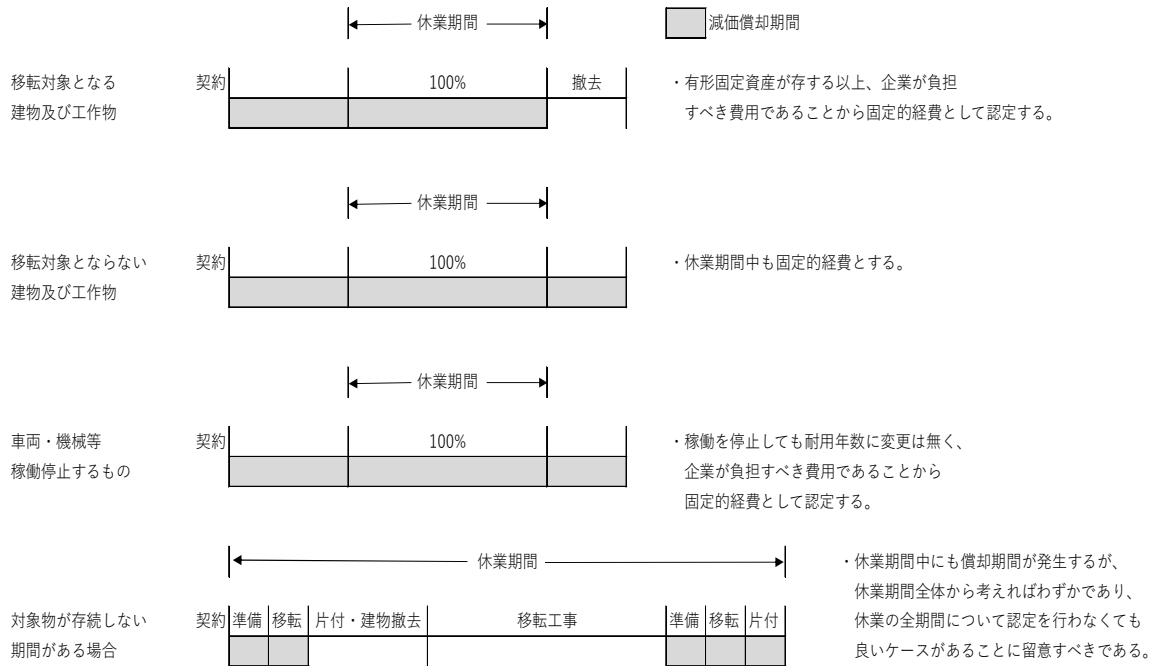 休業期間
減価償却期間
移転対象となる
建物及び工作物
契約
100%
撤去
・有形固定資産が存する以上、企業が負担
すべき費用であることから固定的経費として認定する。
休業期間
移転対象とならない
建物及び工作物
契約
100%
・休業期間中も固定的経費とする。
休業期間
車両・機械等
稼働停止するもの
契約
100%
・稼働を停止しても耐用年数に変更は無く、
企業が負担すべき費用であることから
固定的経費として認定する。
休業期間
対象物が存続しない
期間がある場合
契約
準備
移転
片付・建物撤去
移転工事
準備
移転
片付
・休業期間中にも償却期間が発生するが、
休業期間全体から考えればわずかであり、
休業の全期間について認定を行わなくても
良いケースがあることに留意すべきである。